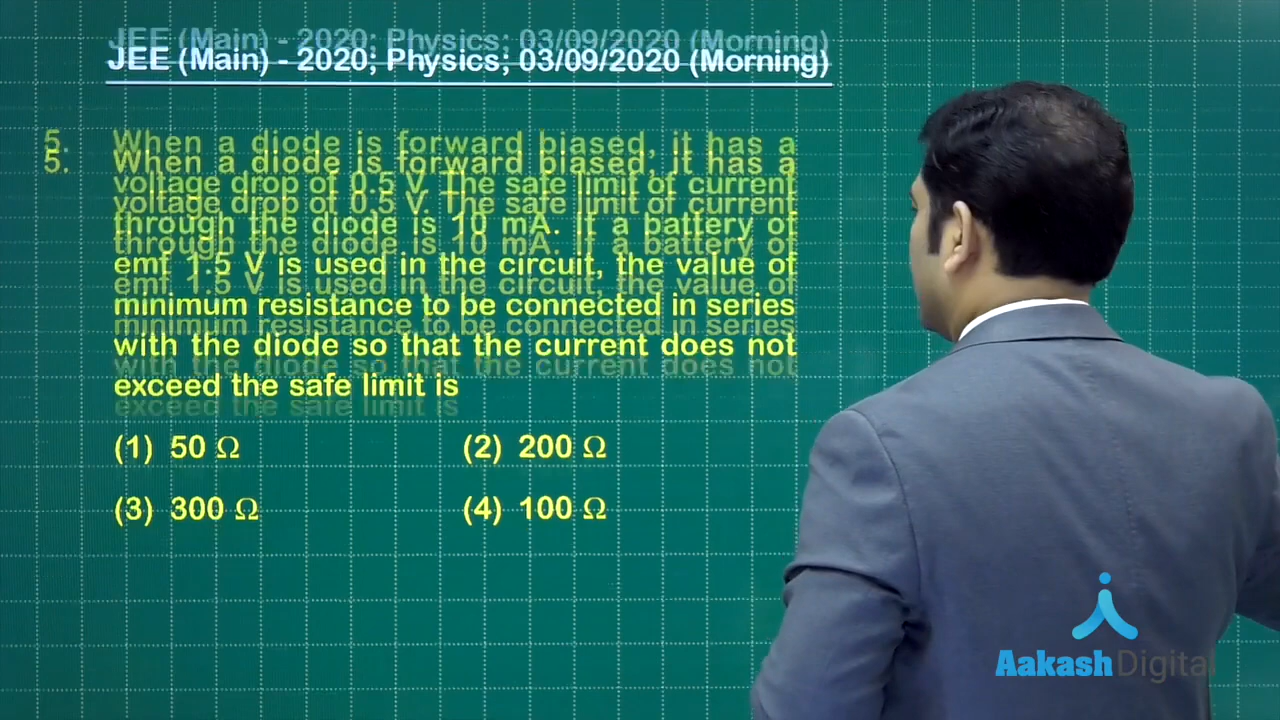 JEE (Main) - 2020; Physics; 03/09/2020 (Morning)
5. When a diode is forward biased, it has a
voltage drop of 0.5 V. The safe limit of current
through the diode is 10 mA. If a battery of
emf 1.5 V is used in the circuit, the value of
minimum resistance to be connected in series
with the diode so that the current does not
exceed the safe limit is
(1) 50 Ω (2) 200 Ω
(3) 300 Ω (4) 100 Ω
Aakash Digital